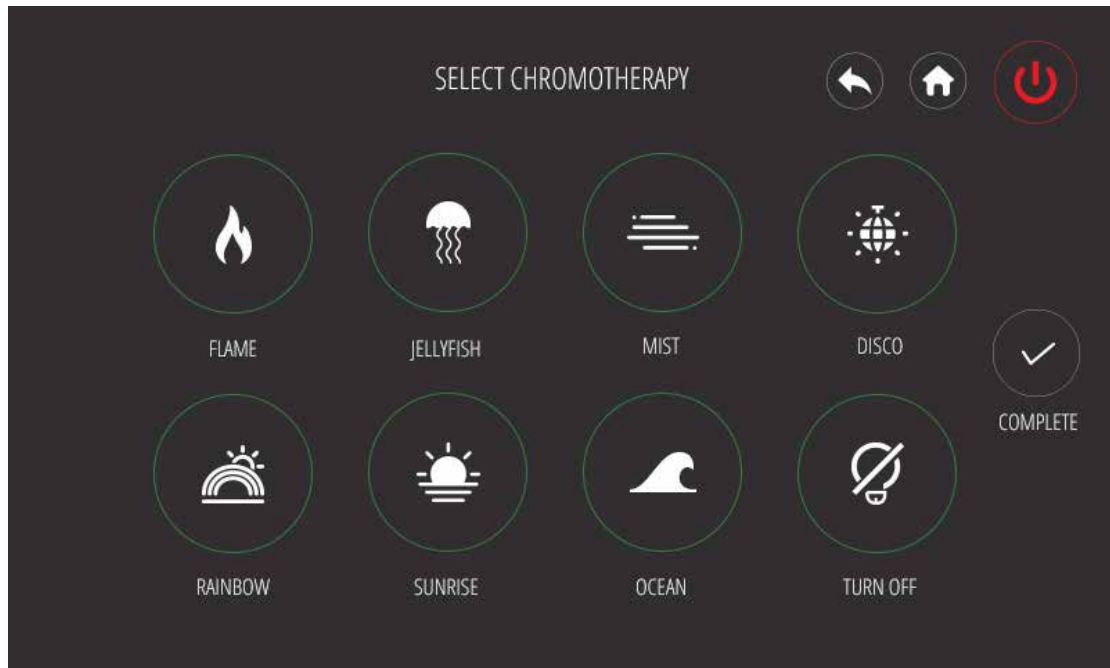 SELECT CHROMOTHERAPY
FLAME
JELLYFISH
MIST
DISCO
COMPLETE
RAINBOW
SUNRISE
OCEAN
TURN OFF